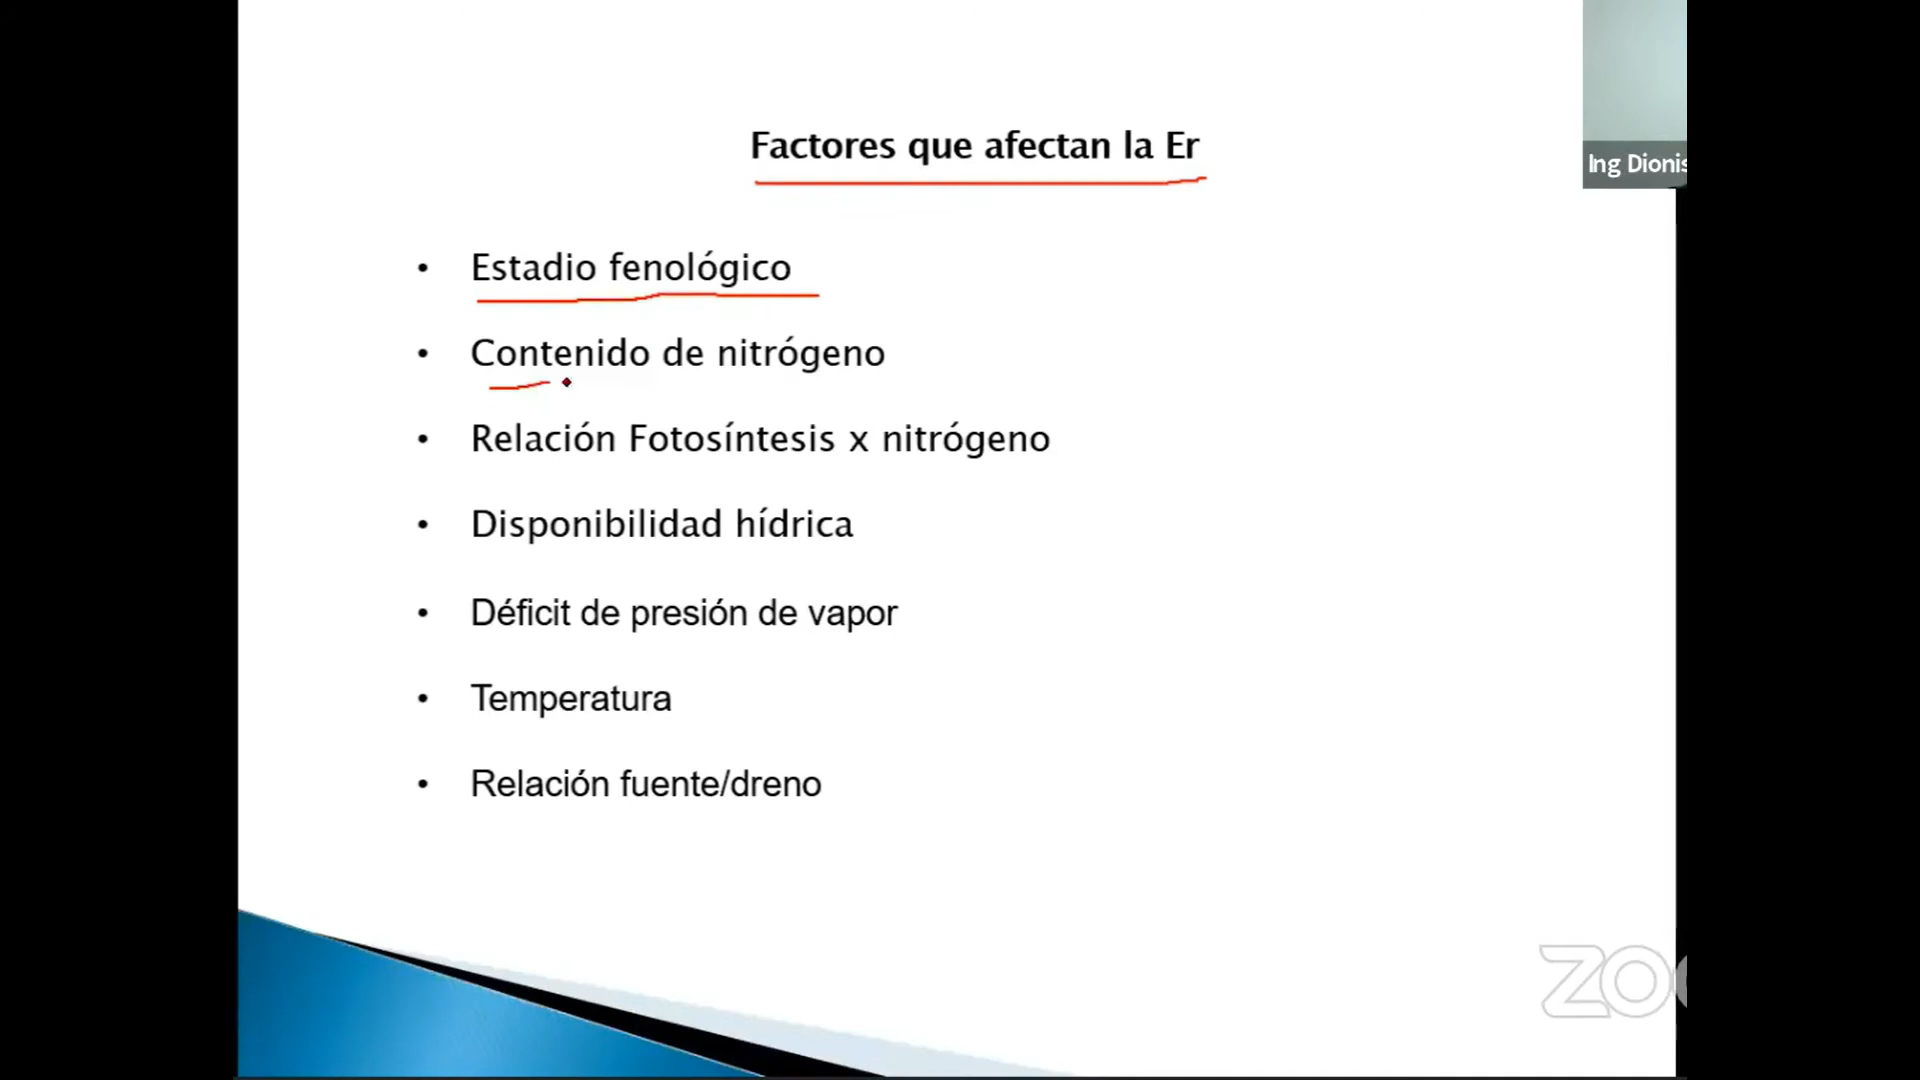 Factores que afectan la Er
Ing Dionis
• Estadio fenológico
• Contenido de nitrógeno
• Relación Fotosíntesis x nitrógeno
• Disponibilidad hídrica
• Déficit de presión de vapor
• Temperatura
• Relación fuente/dreno
ZO